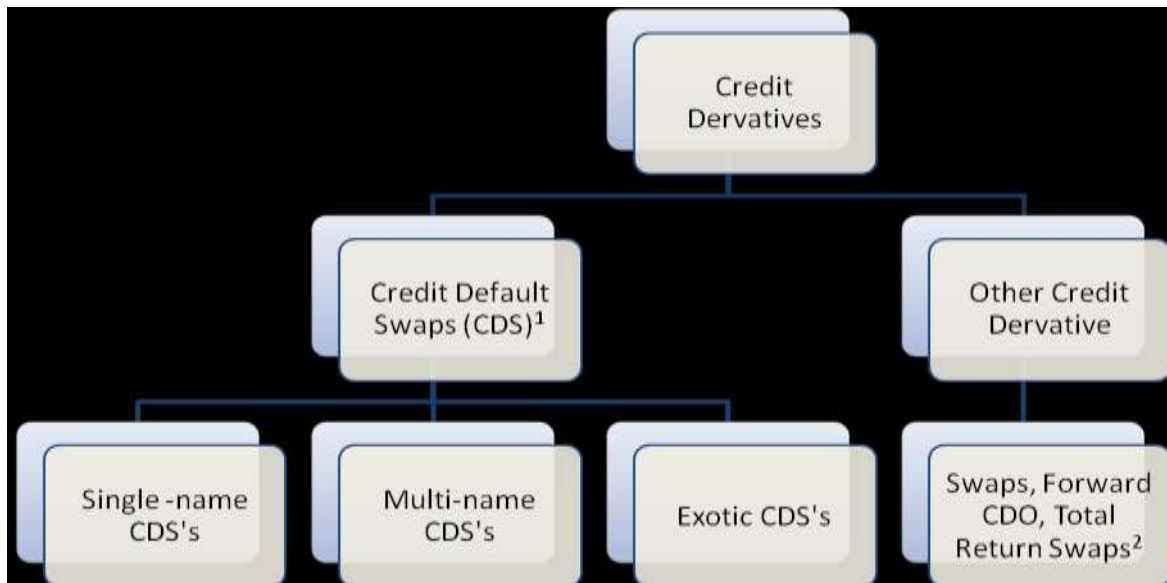 Credit
Dervatives
Credit Default
Swaps (CDS)¹
Other Credit
Dervative
Single -name
CDS's
Multi-name
CDS's
Exotic CDS's
Swaps, Forward
CDO, Total
Return Swaps²